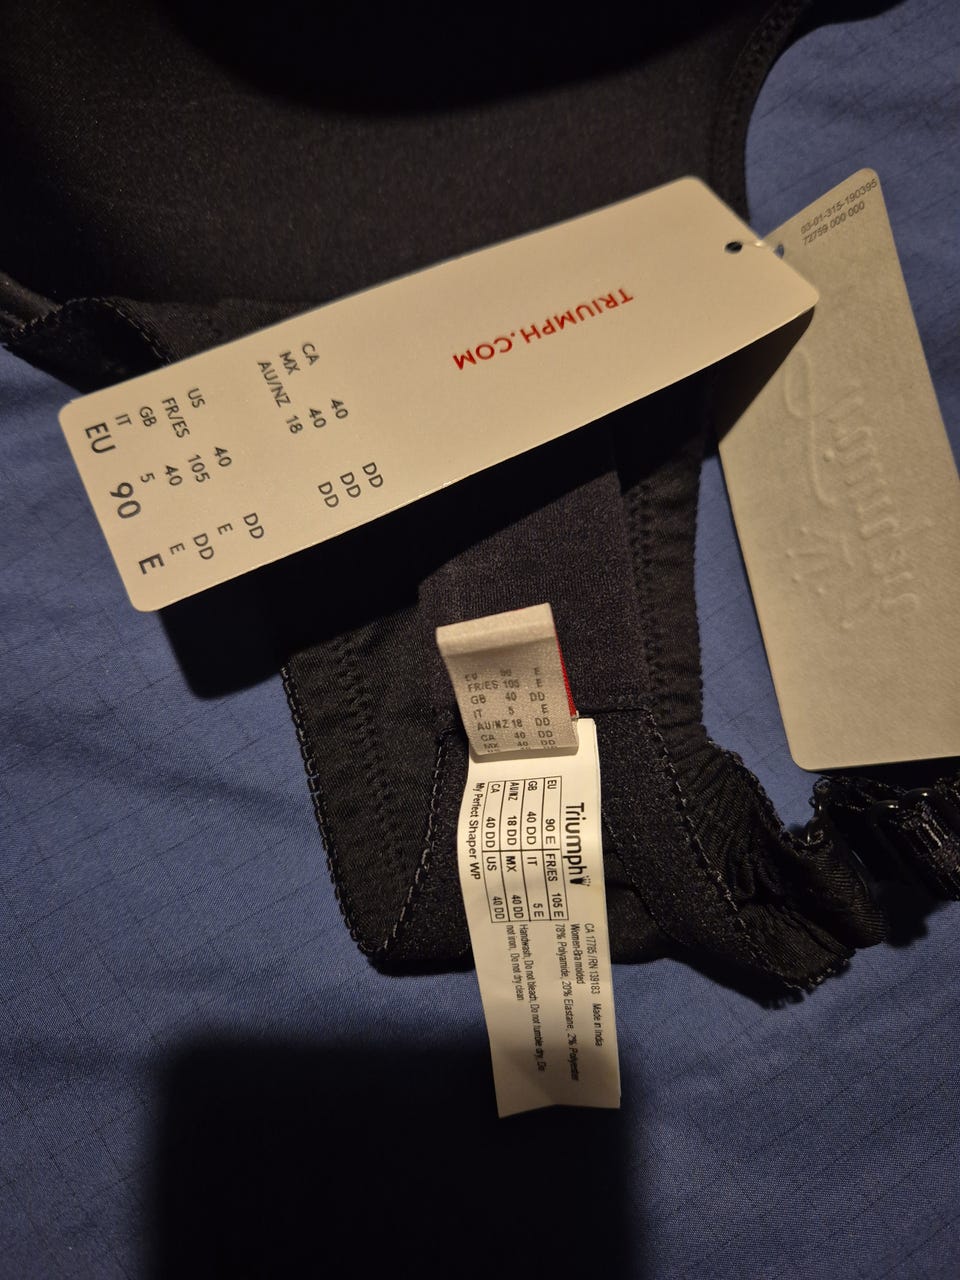 TRIUMPH.COM
CA 40 DD
MX 40 DD
AU/NZ 18 DD
US 40 DD
FR/ES 105 E
GB 40 DD
IT 5 E
EU 90 E
93-01-315-190395
72759 000 000
EU 90 E
FR/ES 105 E
GB 40 DD
IT 5 E
AU/NZ 18 DD
CA 40 DD
MX 40 DD
Triumph
EU 90 E FR/ES 105 E
GB 40 DD IT 5 E
AU/NZ 18 DD MX 40 DD
CA 40 DD US 40 DD
My Perfect Shaper WP
CA 17785 /RN 139183 Made in India
Women-Bra molded
78% Polyamide, 20% Elastane, 2% Polyester
Handwash, Do not bleach, Do not tumble dry, Do
not iron, Do not dry clean